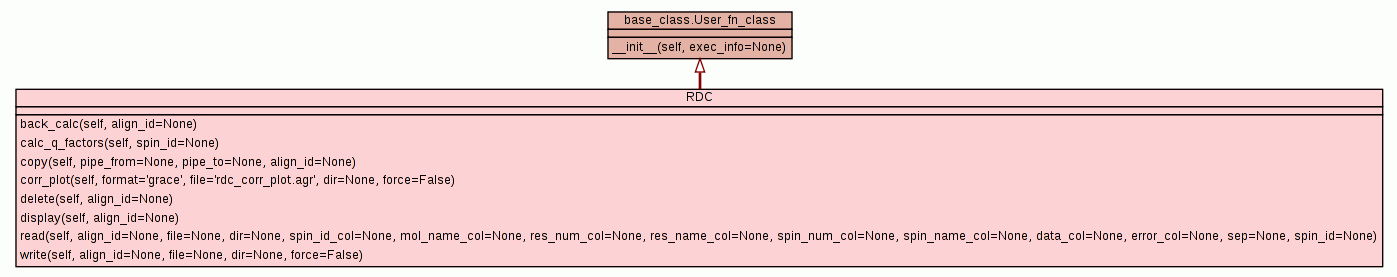 base_class.User_fn_class
__init__(self, exec_info=None)
RDC
back_calc(self, align_id=None)
calc_q_factors(self, spin_id=None)
copy(self, pipe_from=None, pipe_to=None, align_id=None)
corr_plot(self, format='grace', file='rdc_corr_plot.agr', dir=None, force=False)
delete(self, align_id=None)
display(self, align_id=None)
read(self, align_id=None, file=None, dir=None, spin_id_col=None, mol_name_col=None, res_num_col=None, res_name_col=None, spin_num_col=None, spin_name_col=None, data_col=None, error_col=None, sep=None, spin_id=None)
write(self, align_id=None, file=None, dir=None, force=False)